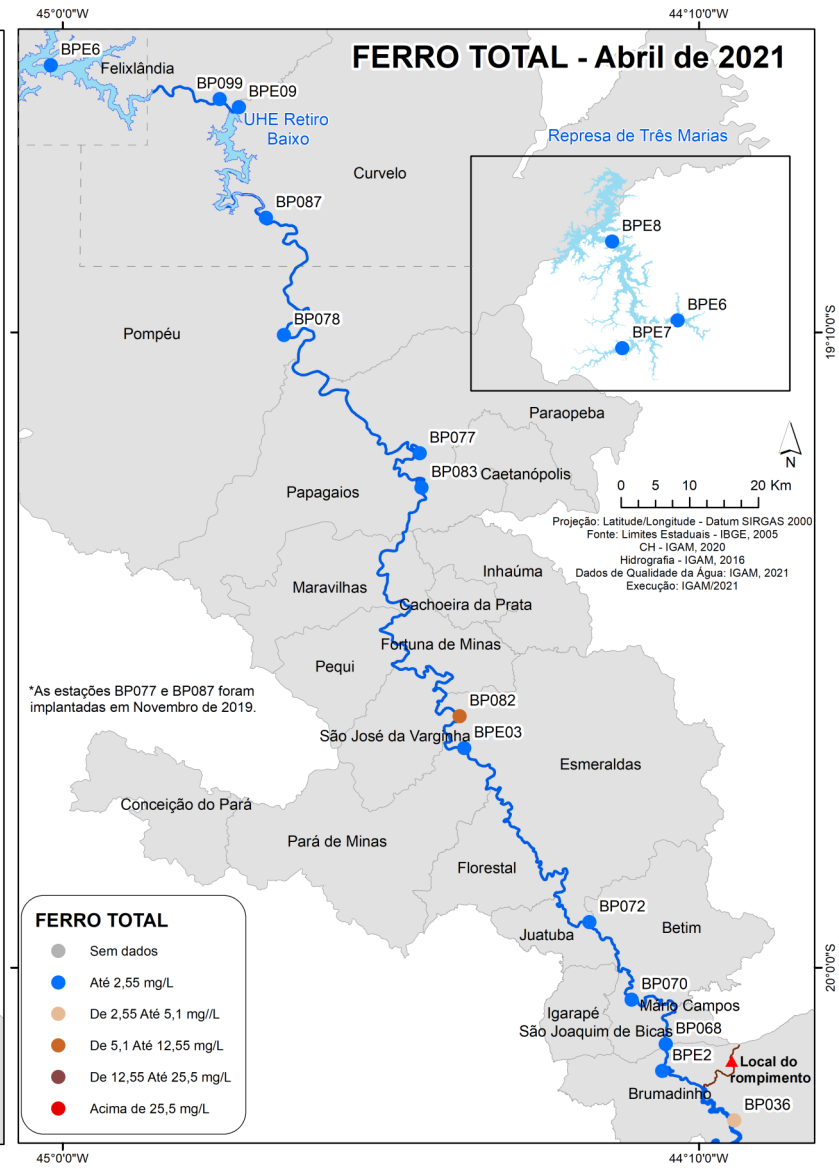 45°0'0"W
44°10'0"W
FERRO TOTAL - Abril de 2021
BPE6
Felixlândia
BP099
BPE09
UHE Retiro
Baixo
Represa de Três Marias
Curvelo
BP087
BPE8
BPE6
BPE7
BP078
Pompéu
19°10'0"S
Paraopeba
BP077
BP083
Caetanópolis
Papagaios
N
0 5 10 20 Km
Projeção: Latitude/Longitude - Datum SIRGAS 2000
Fonte: Limites Estaduais - IBGE, 2005
CH - IGAM, 2020
Hidrografia - IGAM, 2016
Dados de Qualidade da Água: IGAM, 2021
Execução: IGAM/2021
Inhaúma
Maravilhas
Cachoeira da Prata
Fortuna de Minas
Pequi
*As estações BP077 e BP087 foram
implantadas em Novembro de 2019.
BP082
São José da Varginha
BPE03
Esmeraldas
Conceição do Pará
Pará de Minas
Florestal
BP072
Juatuba
Betim
20°0'0"S
BP070
Mário Campos
Igarapé
São Joaquim de Bicas
BP068
BPE2
Local do
rompimento
Brumadinho
BP036
FERRO TOTAL
Sem dados
Até 2,55 mg/L
De 2,55 Até 5,1 mg//L
De 5,1 Até 12,55 mg/L
De 12,55 Até 25,5 mg/L
Acima de 25,5 mg/L
45°0'0"W
44°10'0"W